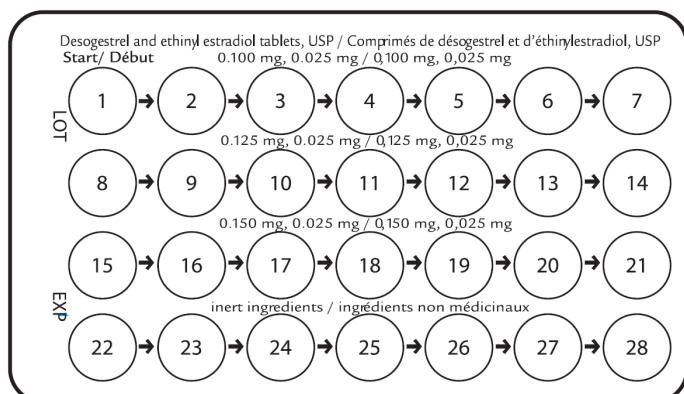 Desogestrel and ethinyl estradiol tablets, USP / Comprimés de désogestrel et d'éthinylestradiol, USP
Start/ Début 0.100 mg, 0.025 mg / 0,100 mg, 0,025 mg
1 2 3 4 5 6 7
LOT
0.125 mg, 0.025 mg / 0,125 mg, 0,025 mg
8 9 10 11 12 13 14
0.150 mg, 0.025 mg / 0,150 mg, 0,025 mg
15 16 17 18 19 20 21
EXP
inert ingredients / ingrédients non médicinaux
22 23 24 25 26 27 28